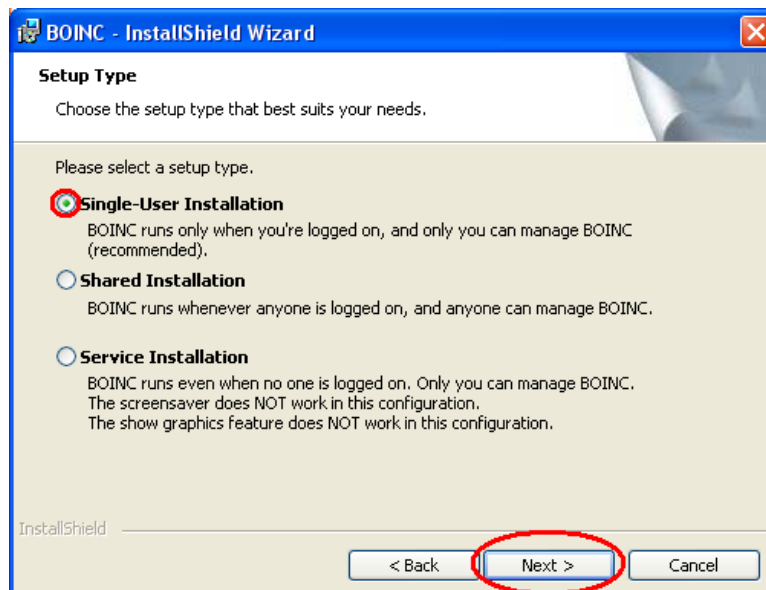 BOINC - InstallShield Wizard
Setup Type
Choose the setup type that best suits your needs.
Please select a setup type.
Single-User Installation
BOINC runs only when you're logged on, and only you can manage BOINC
(recommended).
Shared Installation
BOINC runs whenever anyone is logged on, and anyone can manage BOINC.
Service Installation
BOINC runs even when no one is logged on. Only you can manage BOINC.
The screensaver does NOT work in this configuration.
The show graphics feature does NOT work in this configuration.
InstallShield
< Back Next > Cancel